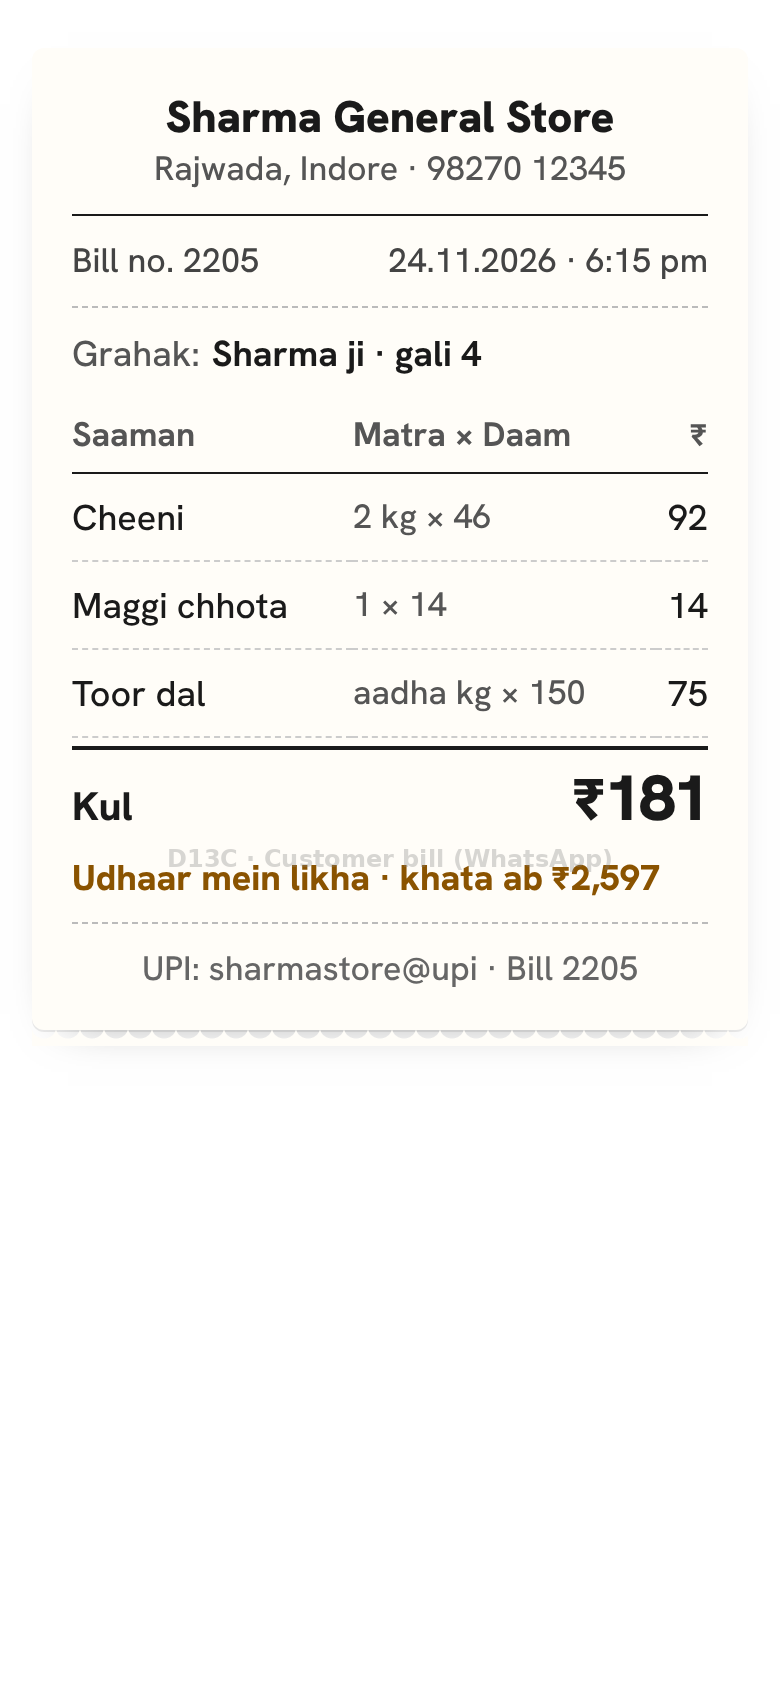 Sharma General Store
Rajwada, Indore · 98270 12345
Bill no. 2205 24.11.2026 · 6:15 pm
Grahak: Sharma ji · gali 4
Saaman Matra × Daam ₹
Cheeni 2 kg × 46 92
Maggi chhota 1 × 14 14
Toor dal aadha kg × 150 75
Kul ₹181
D13C · Customer bill (WhatsApp)
Udhaar mein likha · khata ab ₹2,597
UPI: sharmastore@upi · Bill 2205